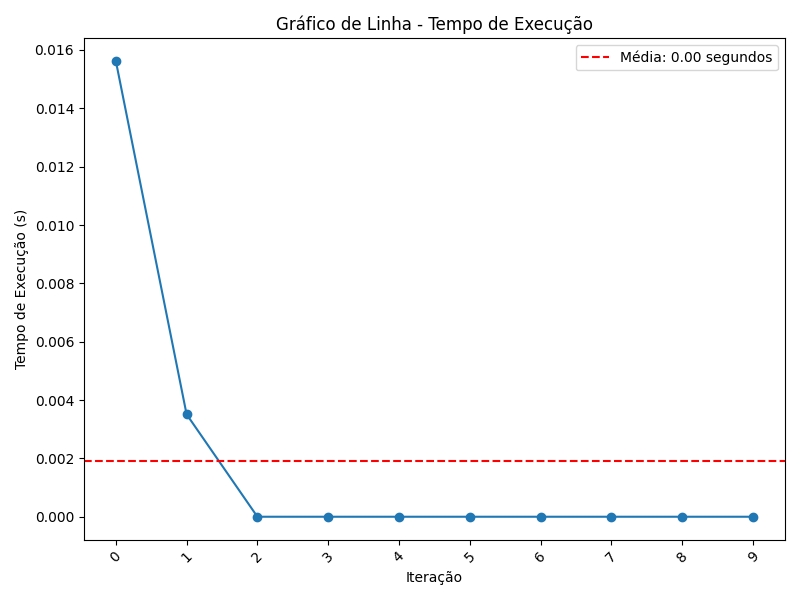 Gráfico de Linha - Tempo de Execução
Média: 0.00 segundos
Tempo de Execução (s)
0.016
0.014
0.012
0.010
0.008
0.006
0.004
0.002
0.000
0 1 2 3 4 5 6 7 8 9
Iteração